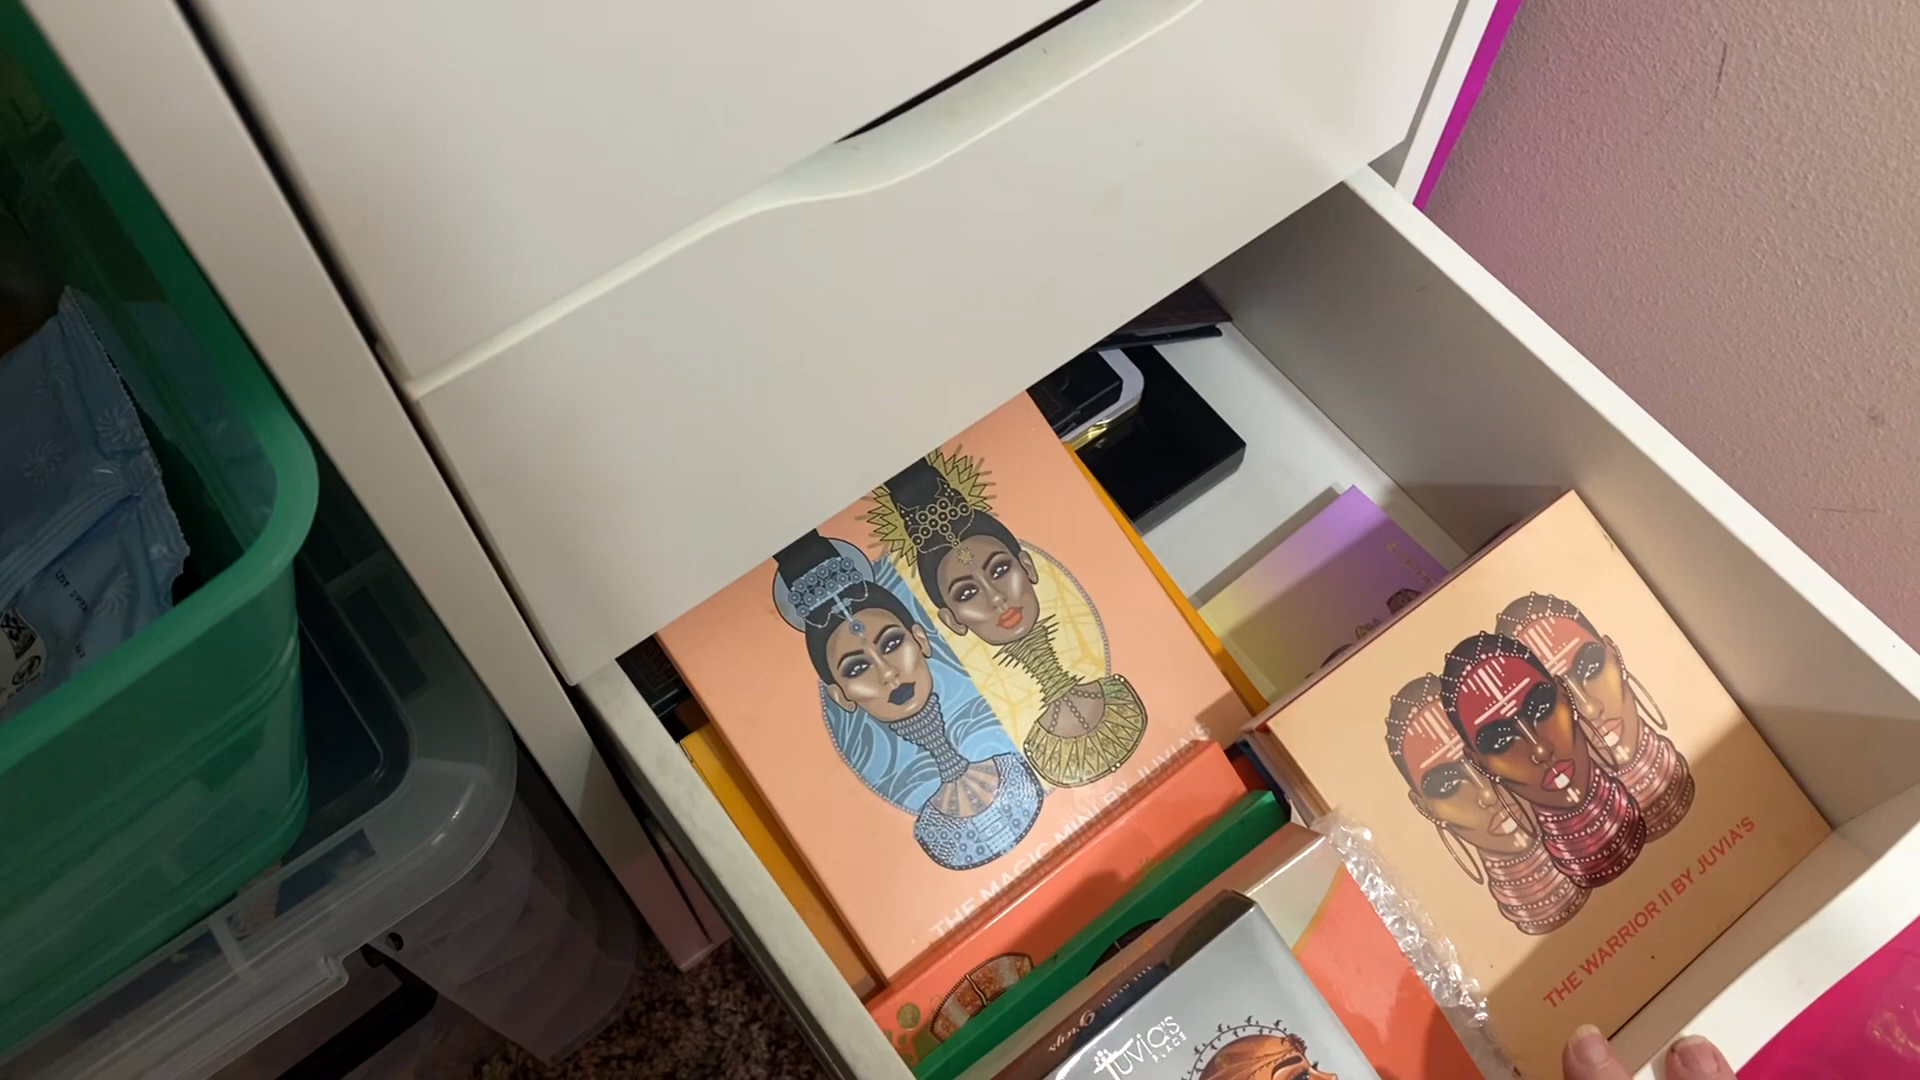 THE MAGIC MINI BY JUVIA'S
THE WARRIOR II BY JUVIA'S
JUVIA'S
PLACE